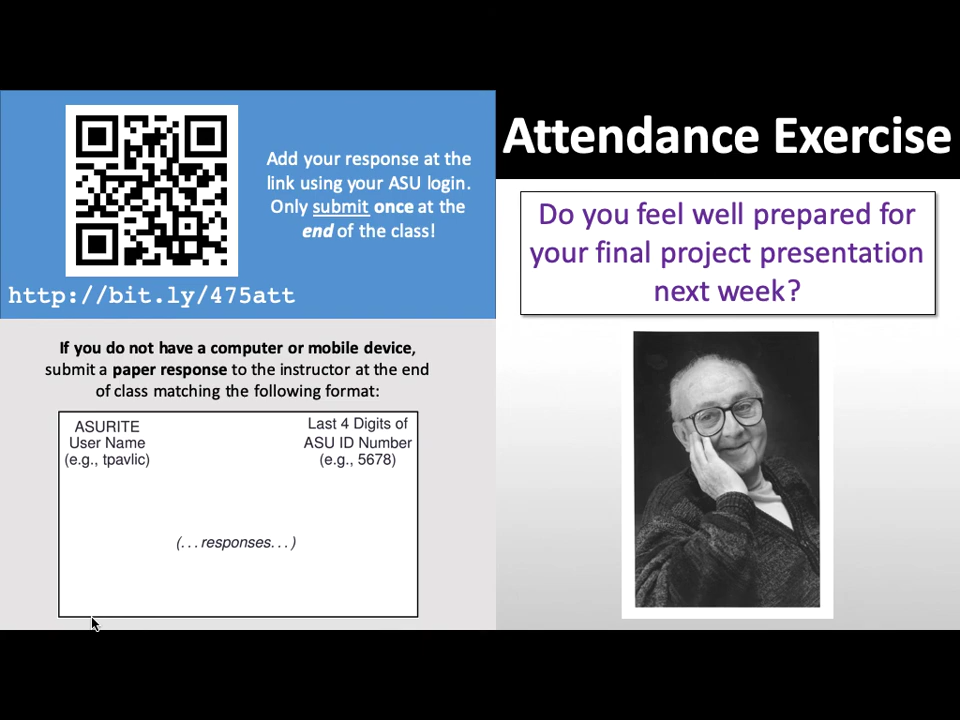 Add your response at the
link using your ASU login.
Only submit once at the
end of the class!
http://bit.ly/475att
If you do not have a computer or mobile device,
submit a paper response to the instructor at the end
of class matching the following format:
ASURITE
User Name
(e.g., tpavlic)
Last 4 Digits of
ASU ID Number
(e.g., 5678)
(...responses...)
Attendance Exercise
Do you feel well prepared for
your final project presentation
next week?